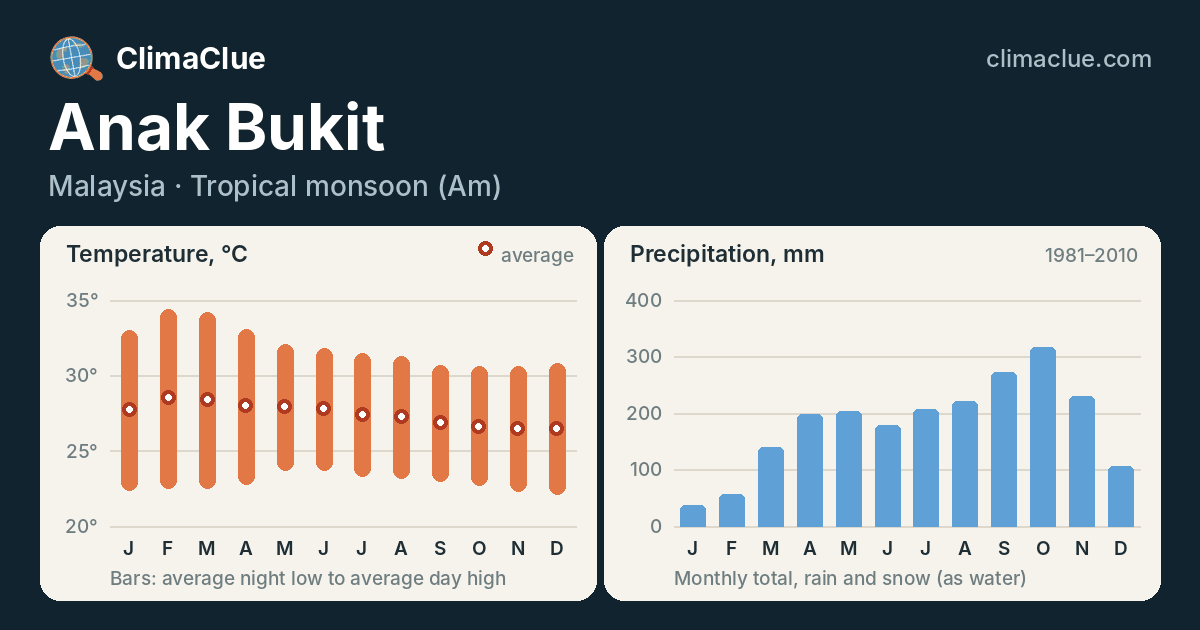 ClimaClue
climaclue.com
Anak Bukit
Malaysia · Tropical monsoon (Am)
Temperature, °C
average
35°
30°
25°
20°
J F M A M J J A S O N D
Bars: average night low to average day high
Precipitation, mm
1981–2010
400
300
200
100
0
J F M A M J J A S O N D
Monthly total, rain and snow (as water)